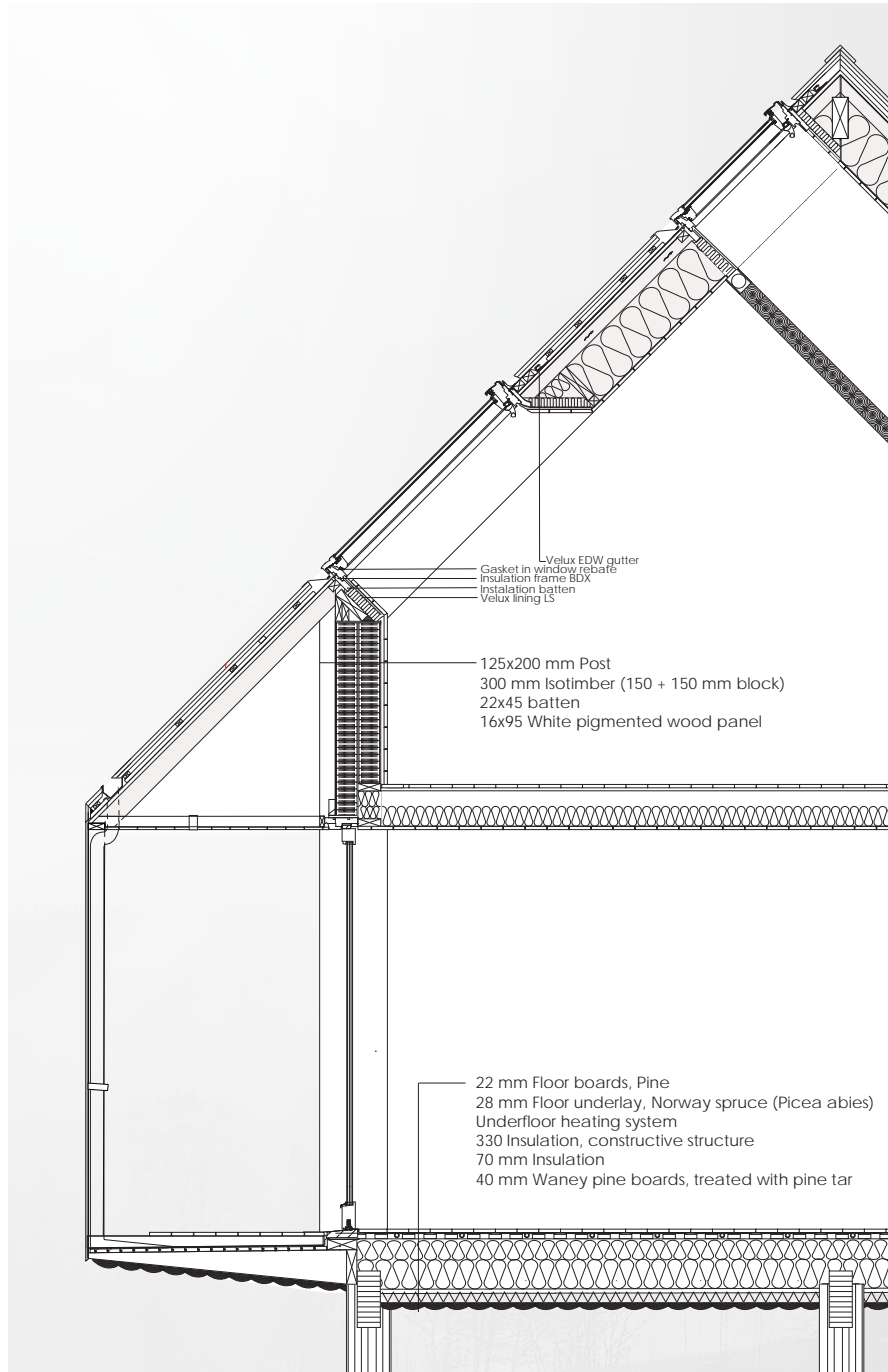 Velux EDW gutter
Gasket in window rebate
Insulation frame BDX
Instalation batten
Velux lining LS
125x200 mm Post
300 mm Isotimber (150 + 150 mm block)
22x45 batten
16x95 White pigmented wood panel
22 mm Floor boards, Pine
28 mm Floor underlay, Norway spruce (Picea abies)
Underfloor heating system
330 Insulation, constructive structure
70 mm Insulation
40 mm Waney pine boards, treated with pine tar